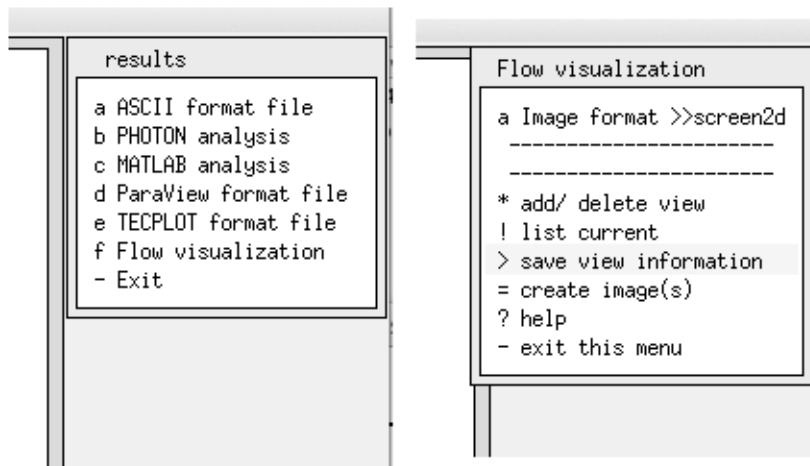 results
a ASCII format file
b PHOTON analysis
c MATLAB analysis
d ParaView format file
e TECPLOT format file
f Flow visualization
- Exit
Flow visualization
a Image format >>screen2d
-----------------------
-----------------------
* add/ delete view
! list current
> save view information
= create image(s)
? help
- exit this menu